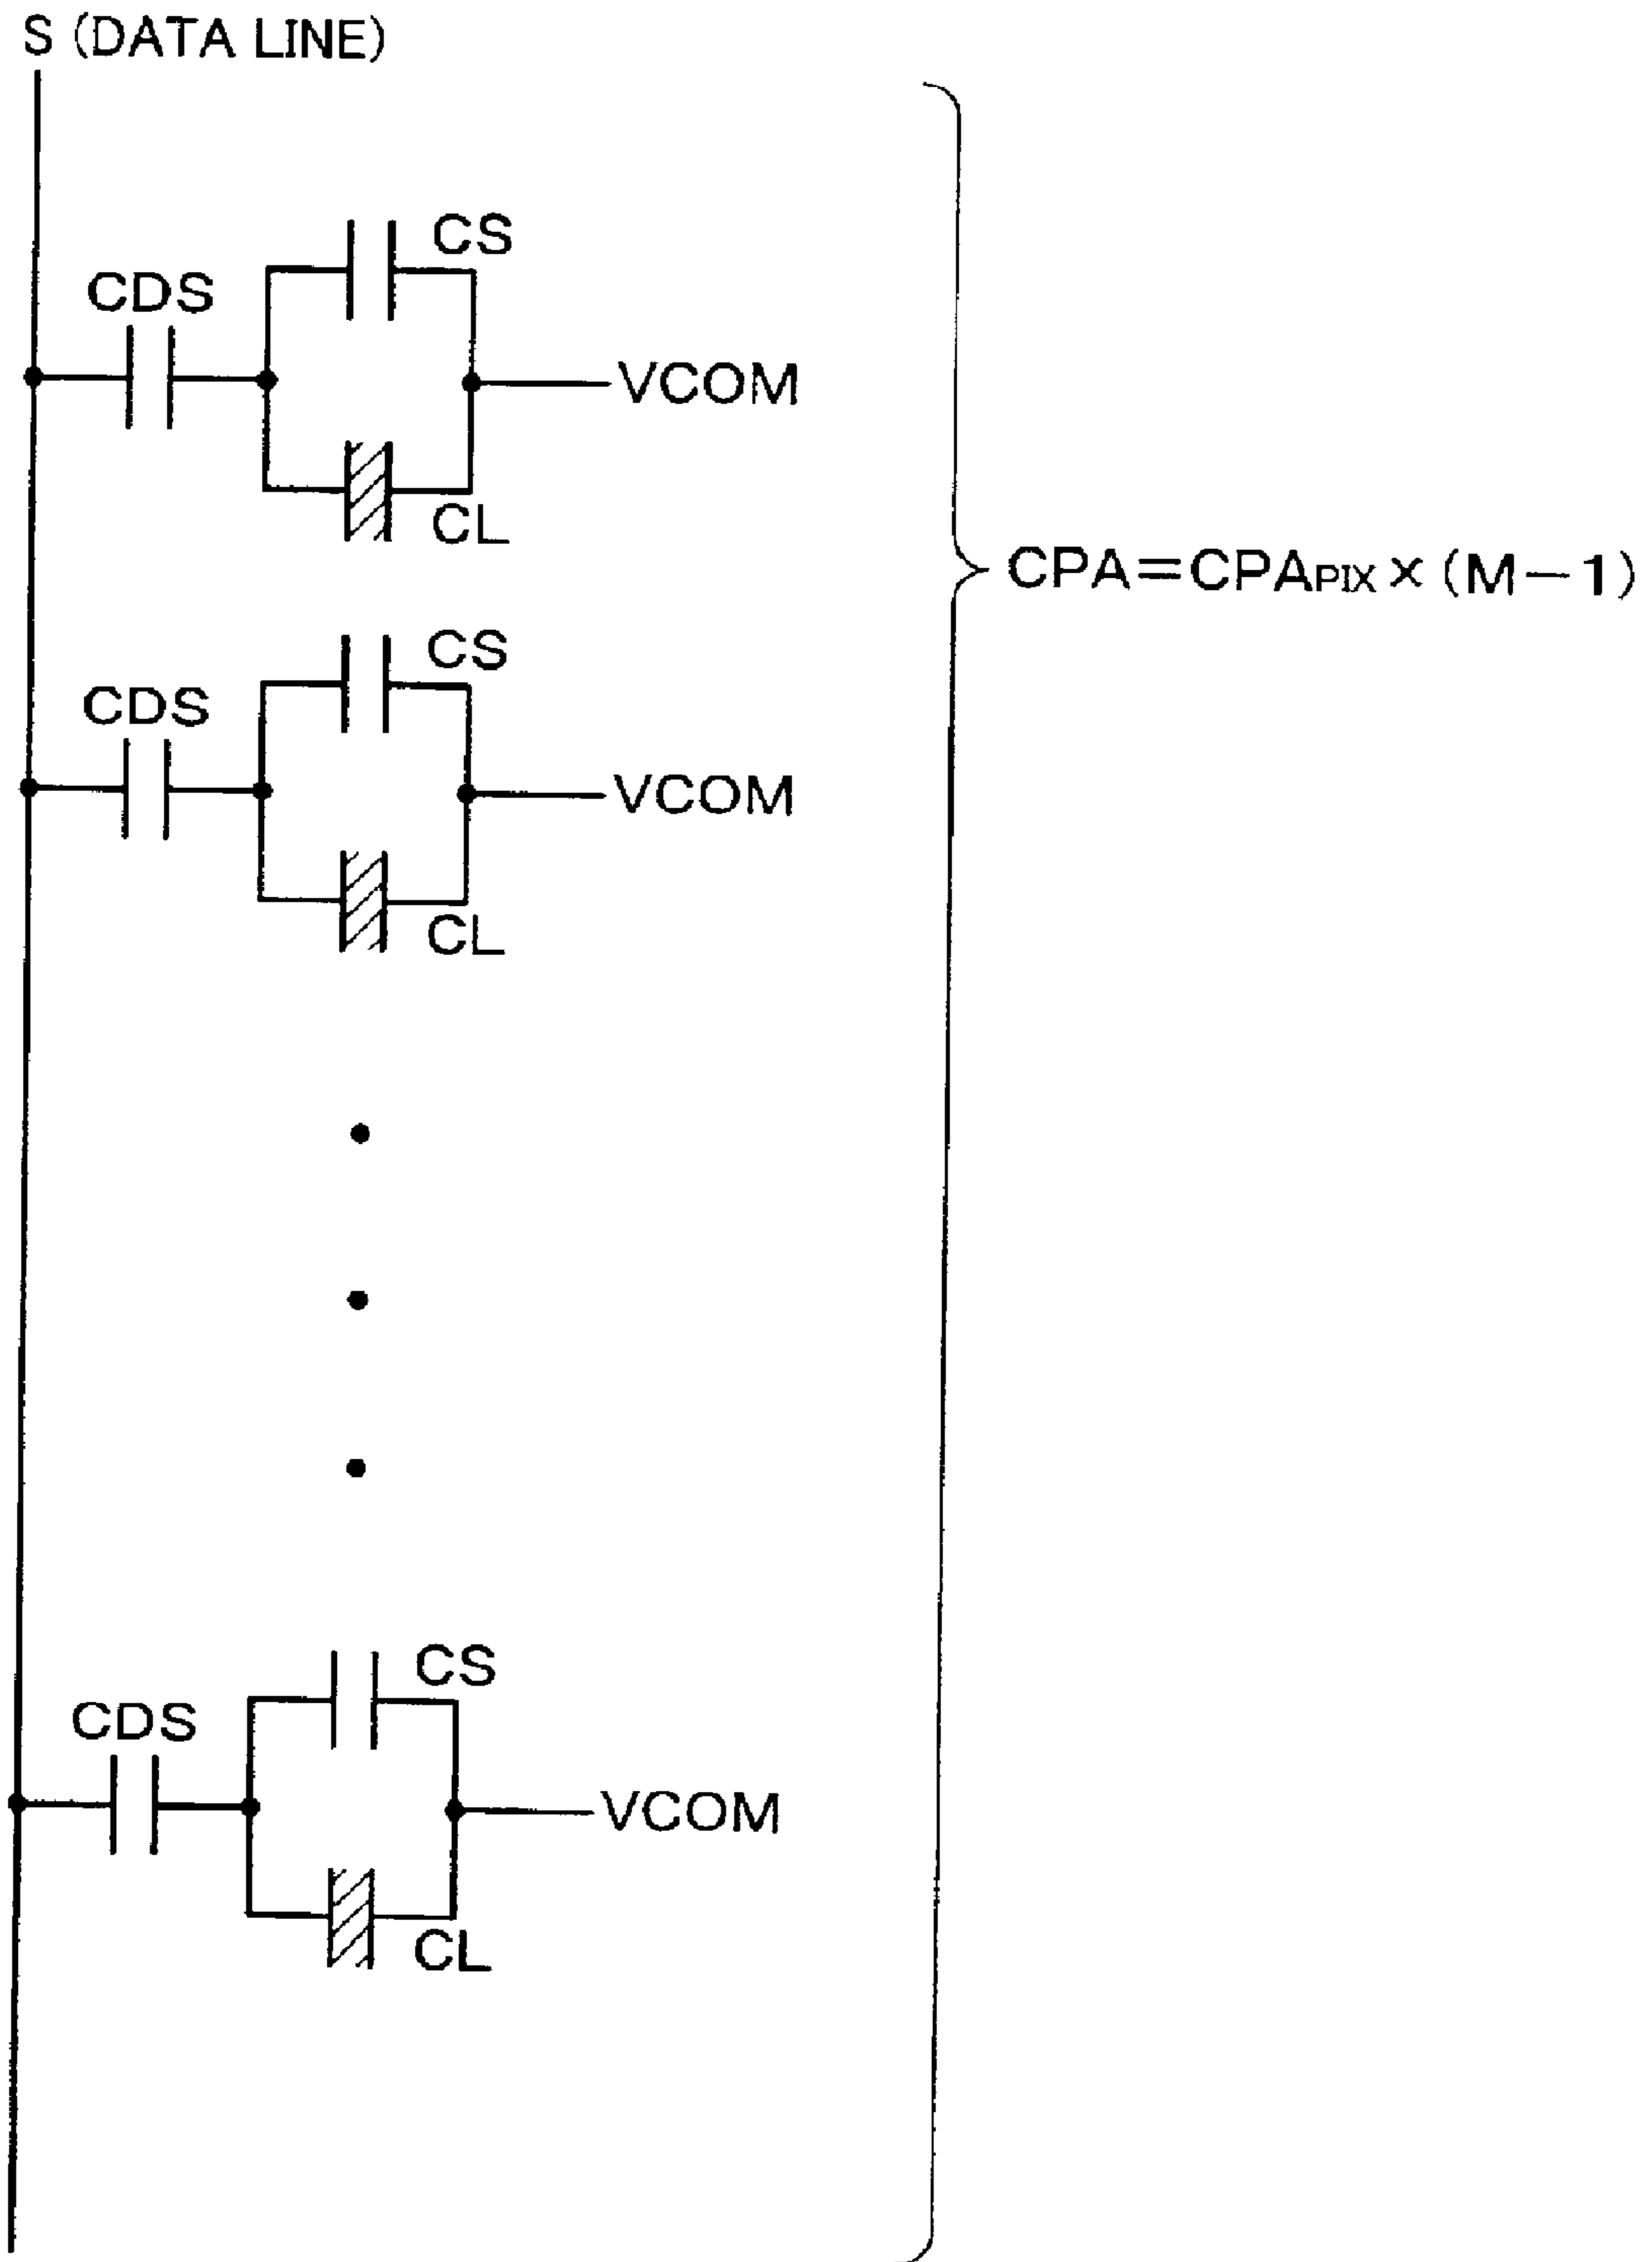 S (DATA LINE)
CS
CDS
VCOM
CL
CPA=CPAPIX×(M−1)
CS
CDS
VCOM
CL
CS
CDS
VCOM
CL